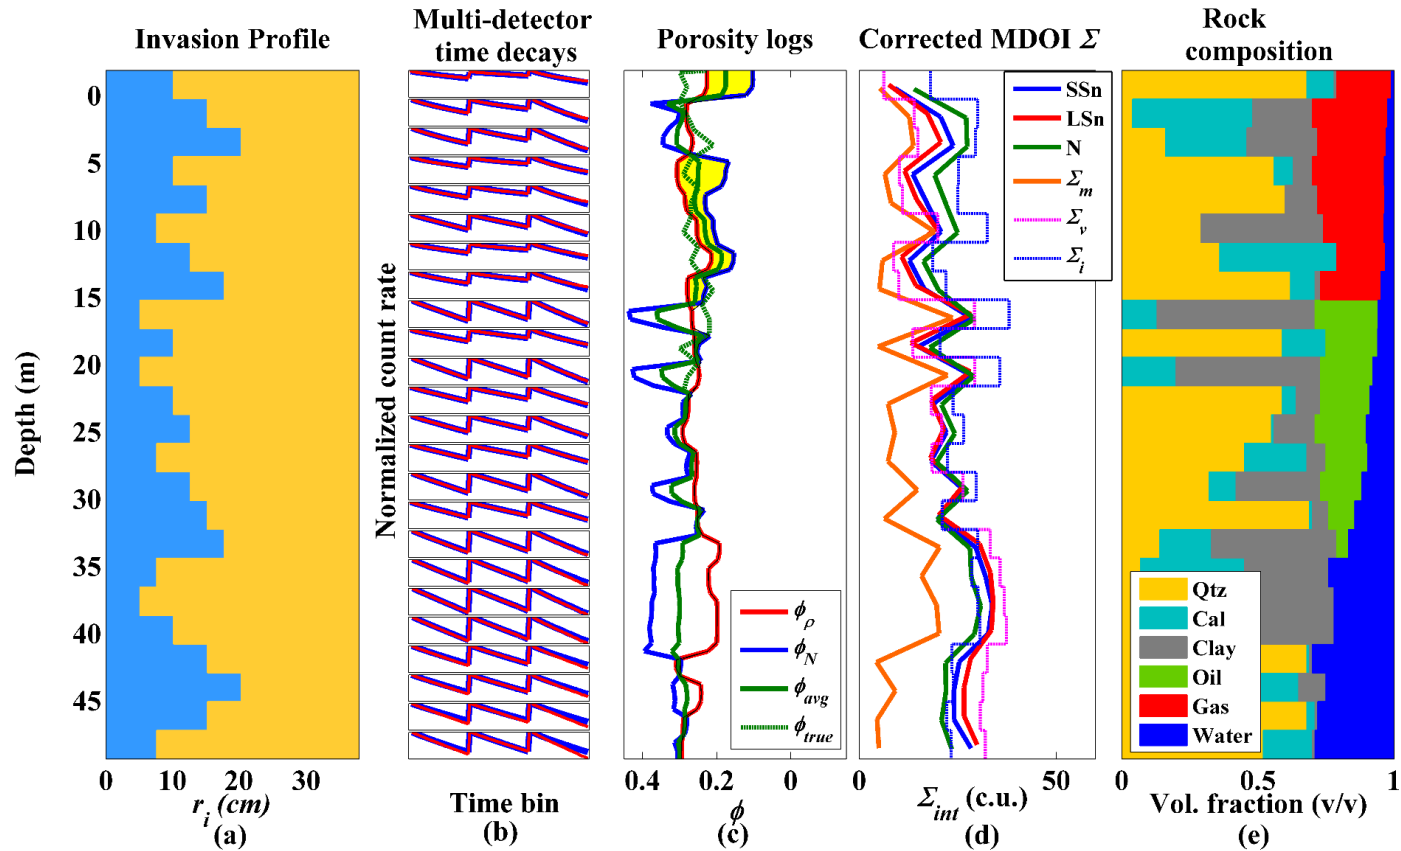 Invasion Profile
Multi-detector
time decays
Porosity logs
Corrected MDOI Σ
Rock
composition
Depth (m)
0
5
10
15
20
25
30
35
40
45
0 10 20 30
r_i (cm)
(a)
Normalized count rate
Time bin
(b)
ϕ_ρ
ϕ_N
ϕ_avg
ϕ_true
0.4 0.2 0
ϕ
(c)
SSn
LSn
N
Σ_m
Σ_v
Σ_i
0 50
Σ_int (c.u.)
(d)
Qtz
Cal
Clay
Oil
Gas
Water
0 0.5 1
Vol. fraction (v/v)
(e)